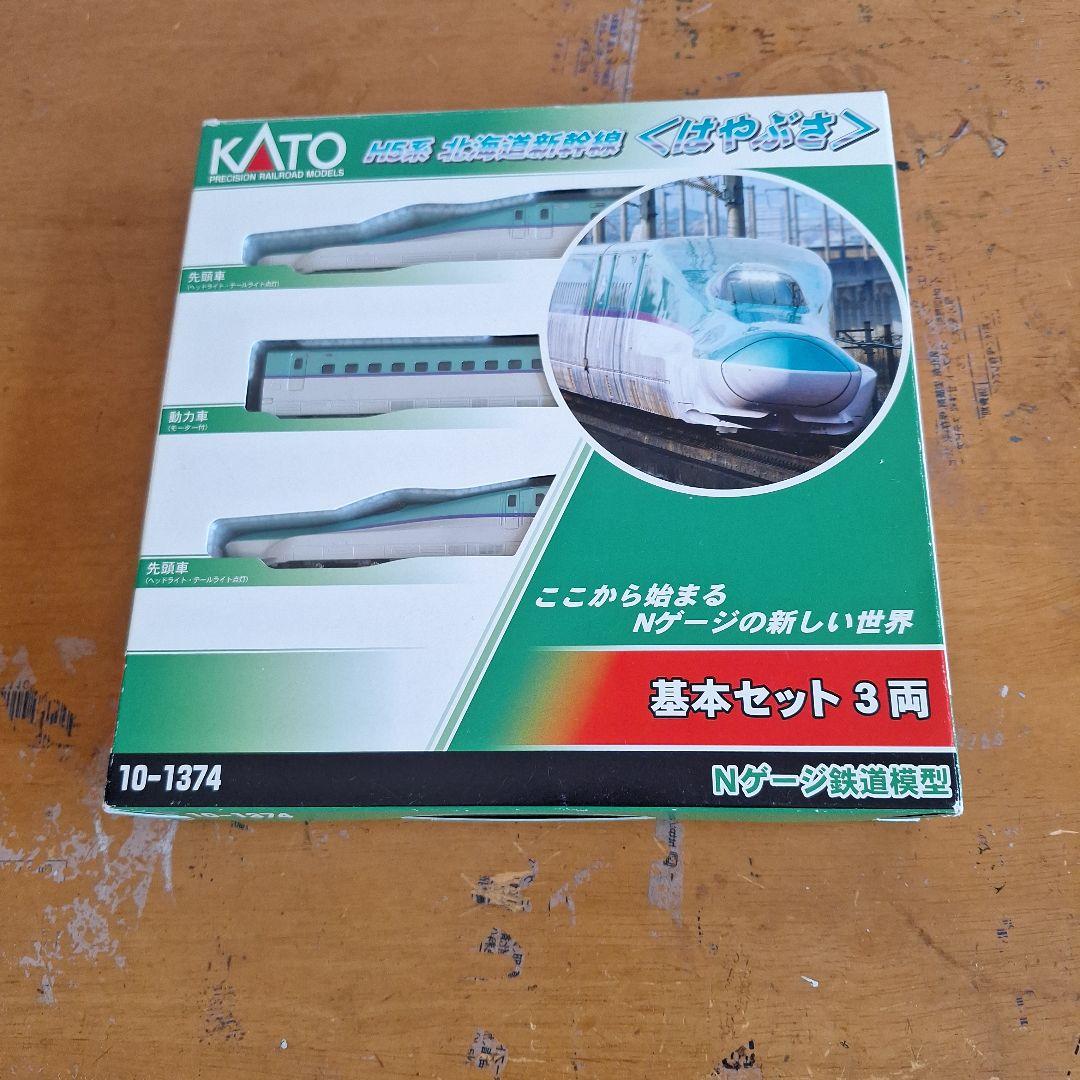 KATO
PRECISION RAILROAD MODELS
H5系 北海道新幹線 <はやぶさ>
先頭車
(ヘッドライト・テールライト点灯)
動力車
(モーター付)
先頭車
(ヘッドライト・テールライト点灯)
ここから始まる
Nゲージの新しい世界
基本セット 3両
10-1374
Nゲージ鉄道模型
10-1374